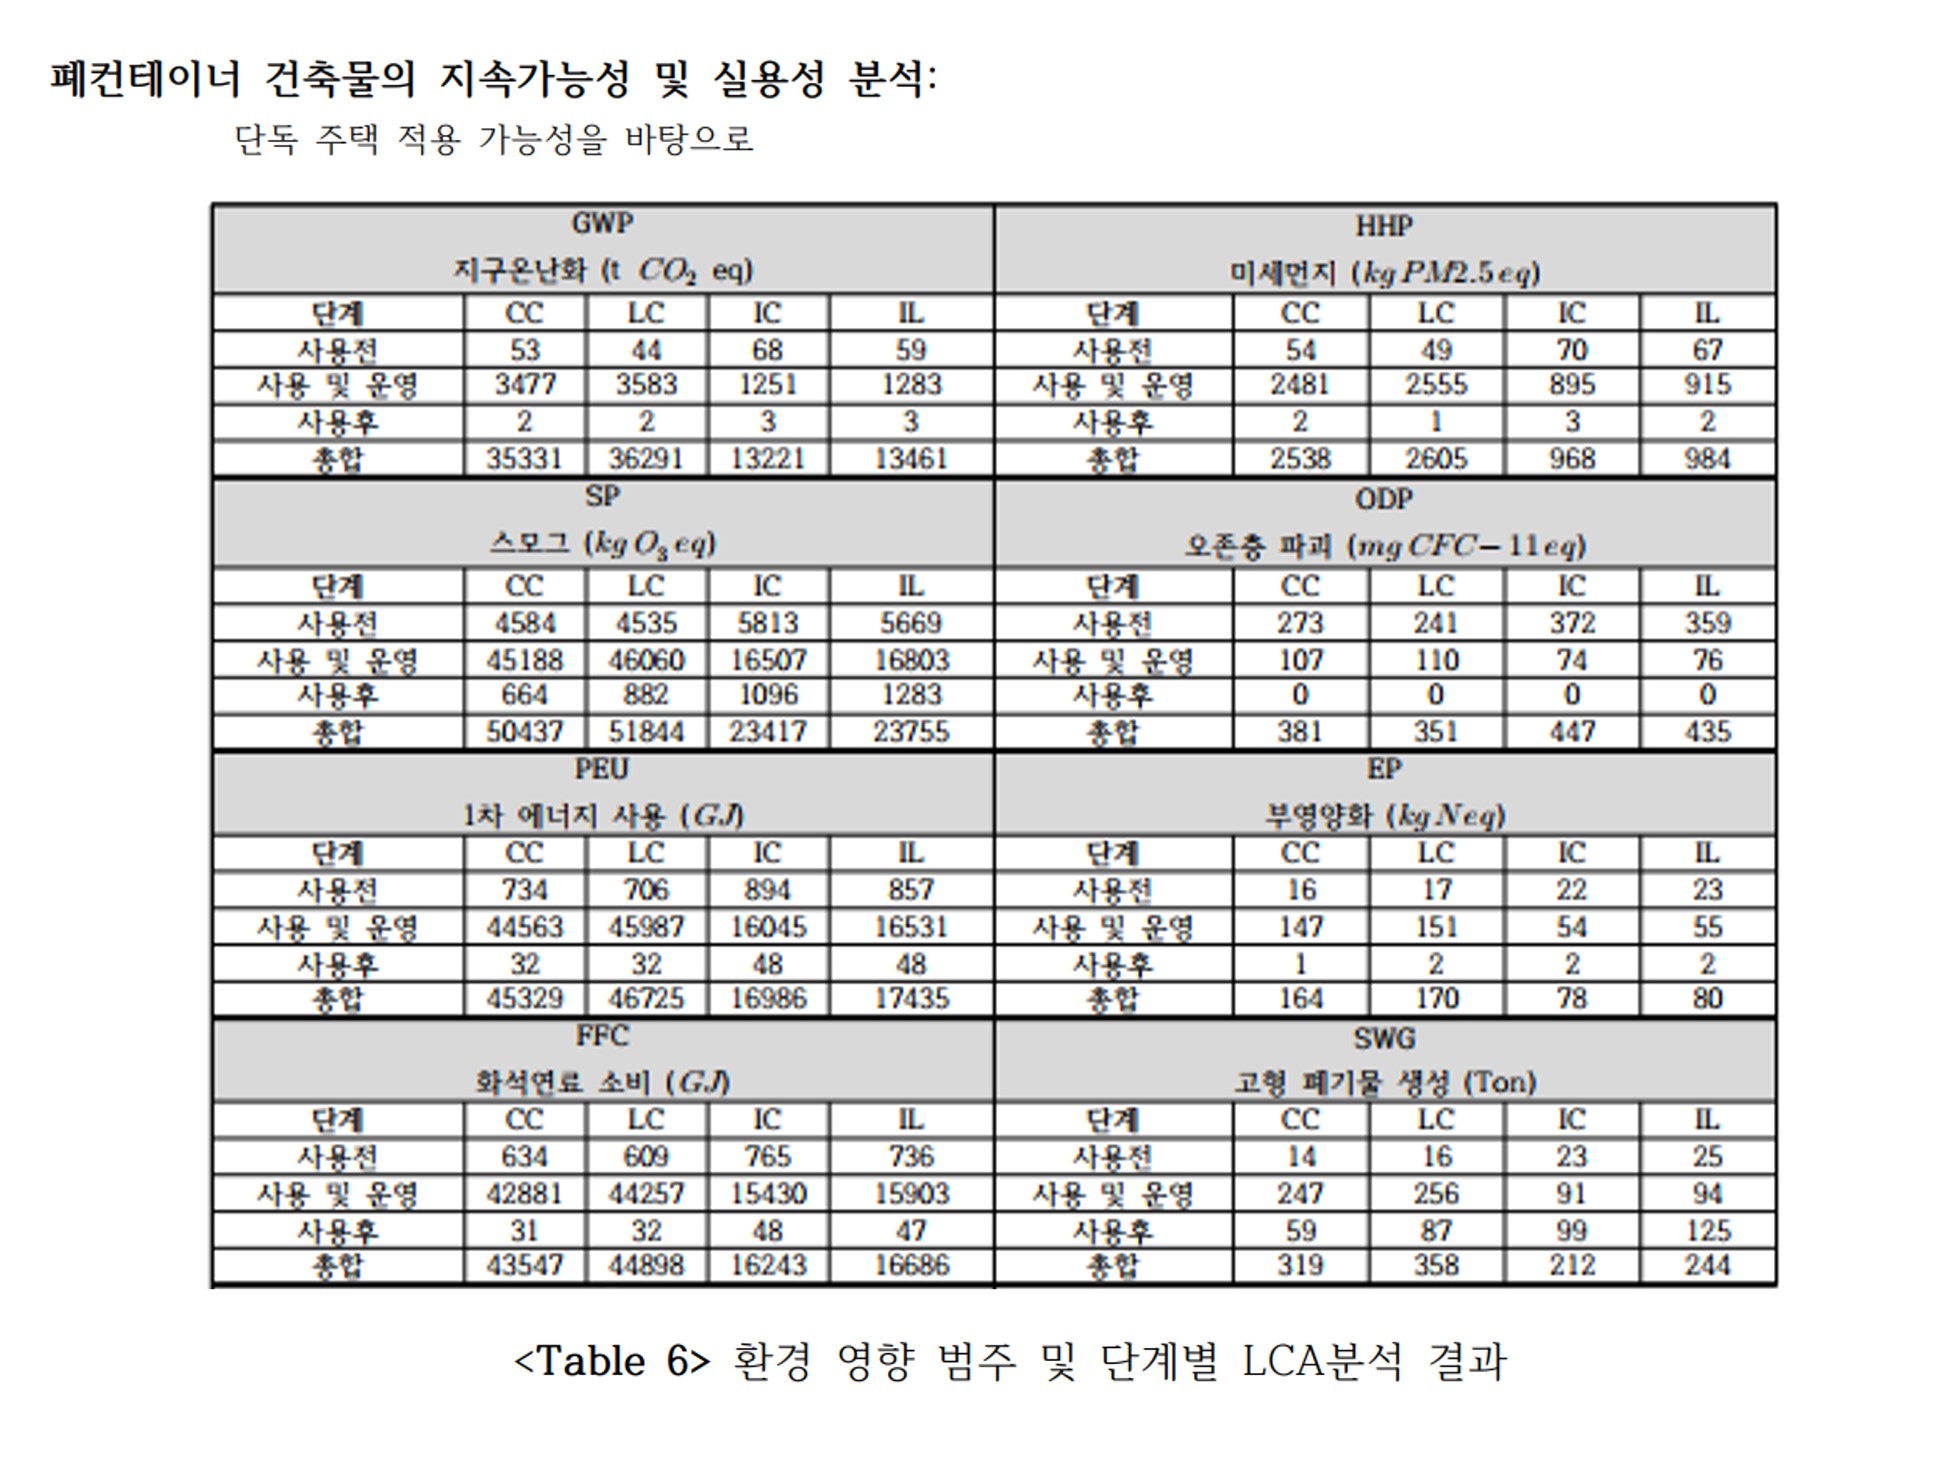 폐컨테이너 건축물의 지속가능성 및 실용성 분석:
단독 주택 적용 가능성을 바탕으로
GWP HHP
지구온난화 (t CO₂ eq) 미세먼지 (kg PM2.5 eq)
단계 CC LC IC IL 단계 CC LC IC IL
사용전 53 44 68 59 사용전 54 49 70 67
사용 및 운영 3477 3583 1251 1283 사용 및 운영 2481 2555 895 915
사용후 2 2 3 3 사용후 2 1 3 2
총합 35331 36291 13221 13461 총합 2538 2605 968 984
SP ODP
스모그 (kg O₃ eq) 오존층 파괴 (mg CFC-11 eq)
단계 CC LC IC IL 단계 CC LC IC IL
사용전 4584 4535 5813 5669 사용전 273 241 372 359
사용 및 운영 45188 46060 16507 16803 사용 및 운영 107 110 74 76
사용후 664 882 1096 1283 사용후 0 0 0 0
총합 50437 51844 23417 23755 총합 381 351 447 435
PEU EP
1차 에너지 사용 (GJ) 부영양화 (kg N eq)
단계 CC LC IC IL 단계 CC LC IC IL
사용전 734 706 894 857 사용전 16 17 22 23
사용 및 운영 44563 45987 16045 16531 사용 및 운영 147 151 54 55
사용후 32 32 48 48 사용후 1 2 2 2
총합 45329 46725 16986 17435 총합 164 170 78 80
FFC SWG
화석연료 소비 (GJ) 고형 폐기물 생성 (Ton)
단계 CC LC IC IL 단계 CC LC IC IL
사용전 634 609 765 736 사용전 14 16 23 25
사용 및 운영 42881 44257 15430 15903 사용 및 운영 247 256 91 94
사용후 31 32 48 47 사용후 59 87 99 125
총합 43547 44898 16243 16686 총합 319 358 212 244
<Table 6> 환경 영향 범주 및 단계별 LCA분석 결과